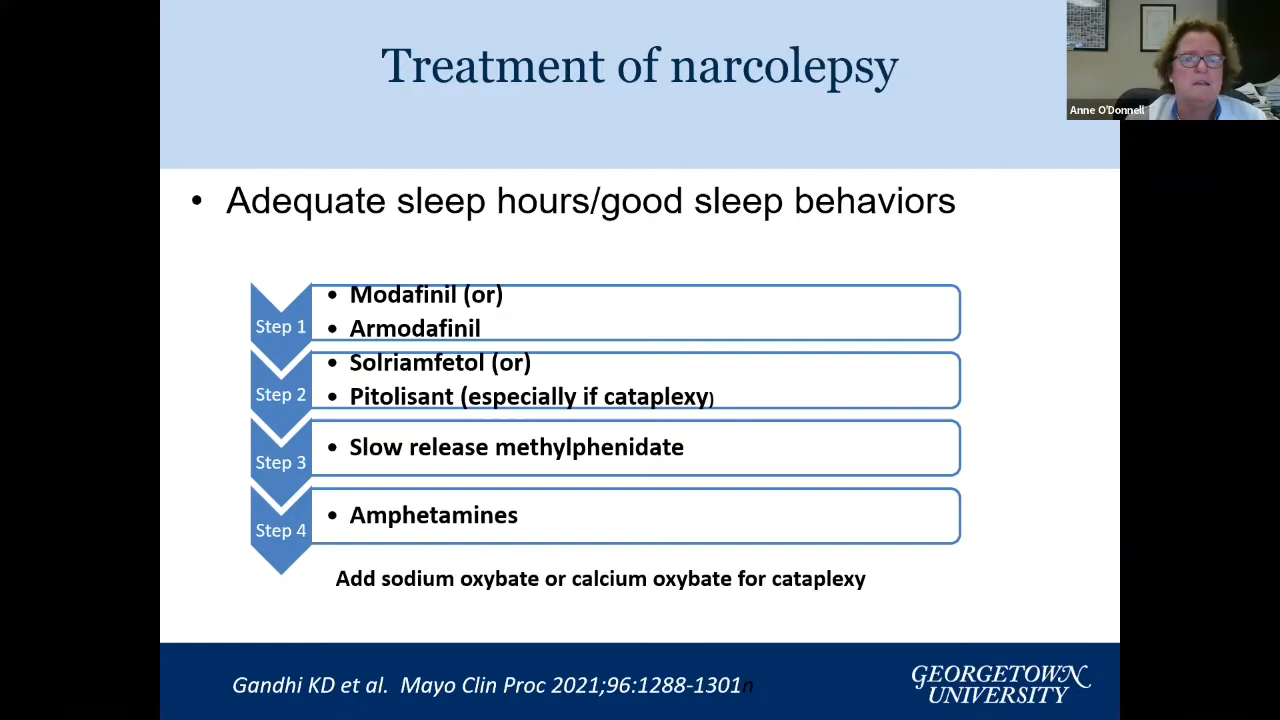 Treatment of narcolepsy
Anne O'Donnell
• Adequate sleep hours/good sleep behaviors
Step 1
• Modafinil (or)
• Armodafinil
Step 2
• Solriamfetol (or)
• Pitolisant (especially if cataplexy)
Step 3
• Slow release methylphenidate
Step 4
• Amphetamines
Add sodium oxybate or calcium oxybate for cataplexy
Gandhi KD et al. Mayo Clin Proc 2021;96:1288-1301n
GEORGETOWN
UNIVERSITY